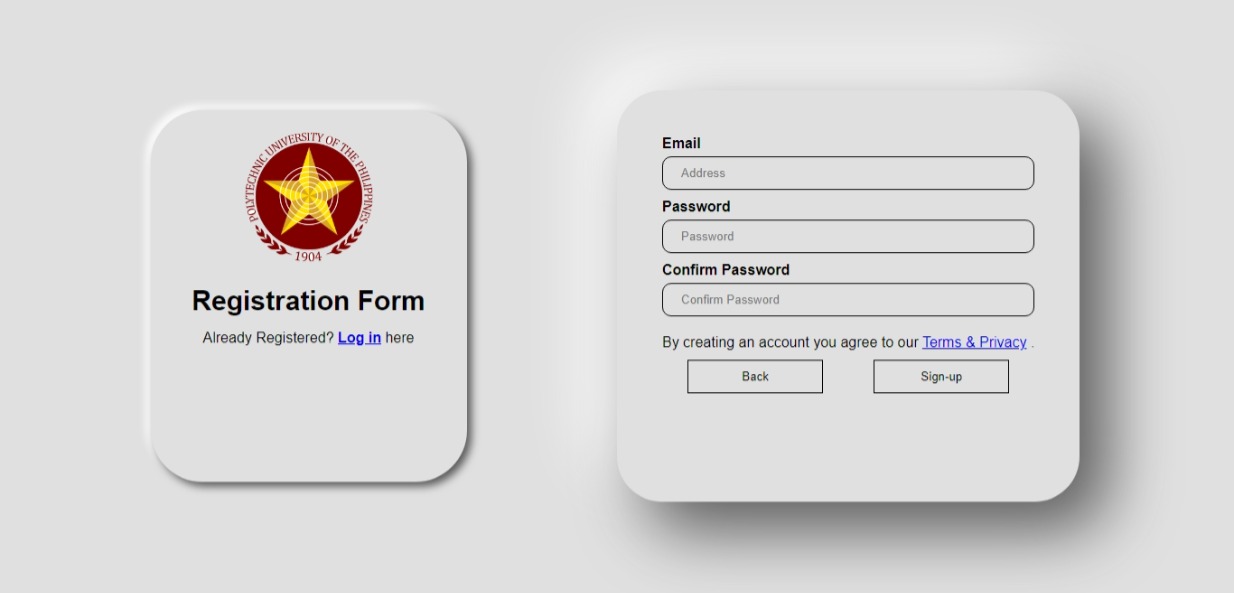 POLYTECHNIC UNIVERSITY OF THE PHILIPPINES
1904
Registration Form
Already Registered? Log in here
Email
Address
Password
Password
Confirm Password
Confirm Password
By creating an account you agree to our Terms & Privacy .
Back Sign-up